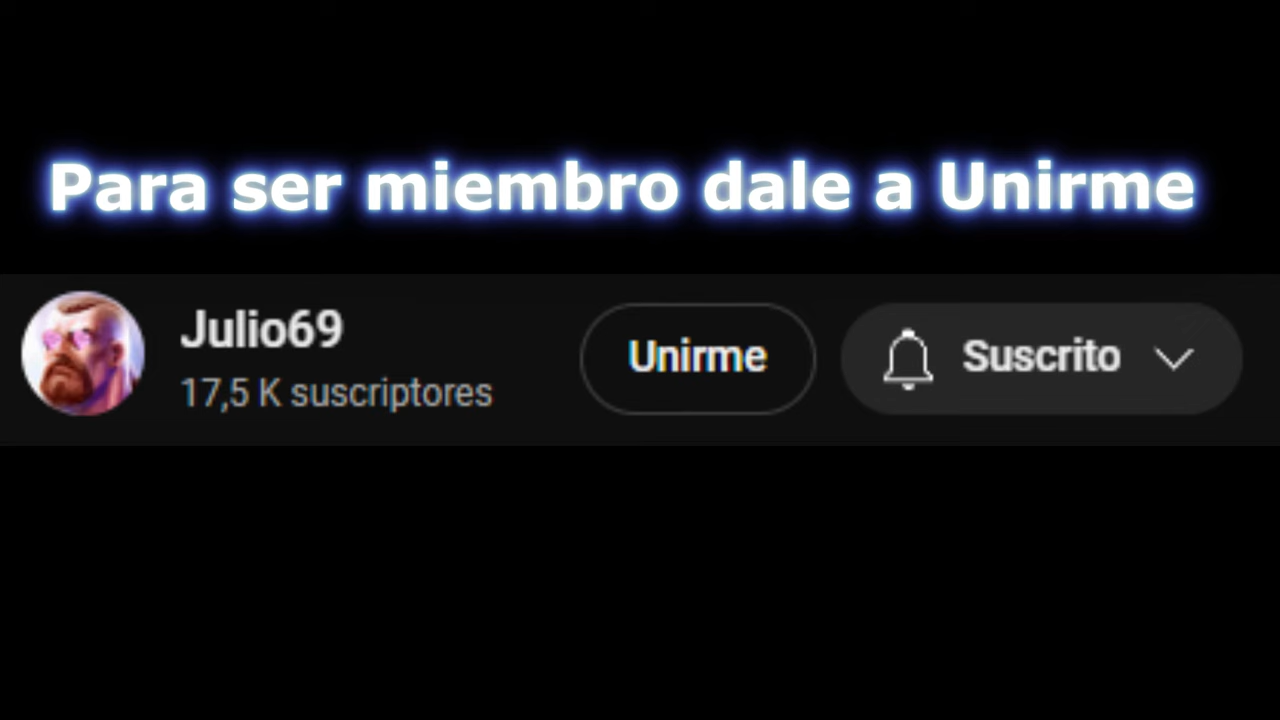 Para ser miembro dale a Unirme
Julio69
Unirme
Suscrito
17,5 K suscriptores